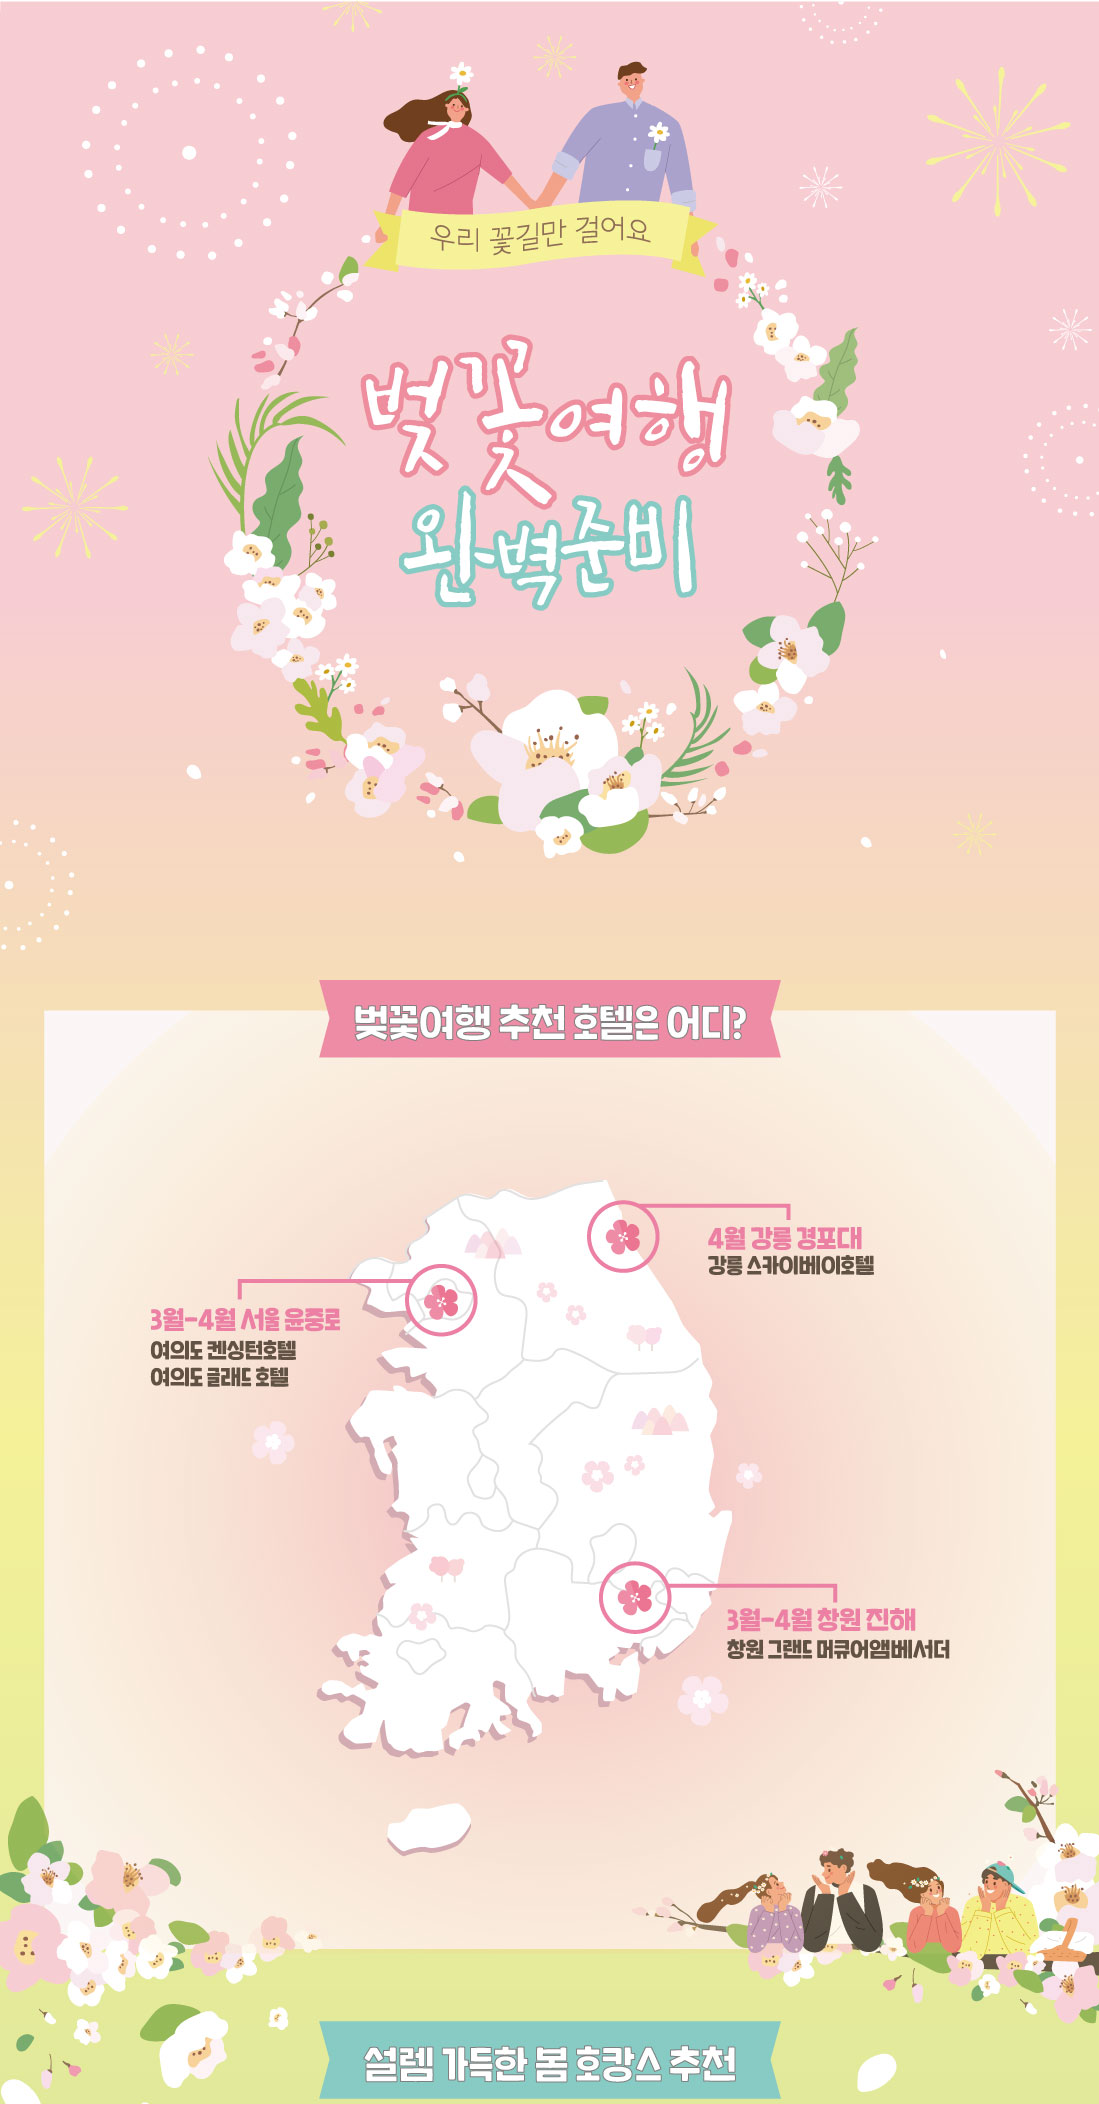 우리 꽃길만 걸어요
벚꽃여행
완벽준비
벚꽃여행 추천 호텔은 어디?
4월 강릉 경포대
강릉 스카이베이호텔
3월-4월 서울 윤중로
여의도 켄싱턴호텔
여의도 글래드 호텔
3월-4월 창원 진해
창원 그랜드 머큐어앰베서더
설렘 가득한 봄 호캉스 추천